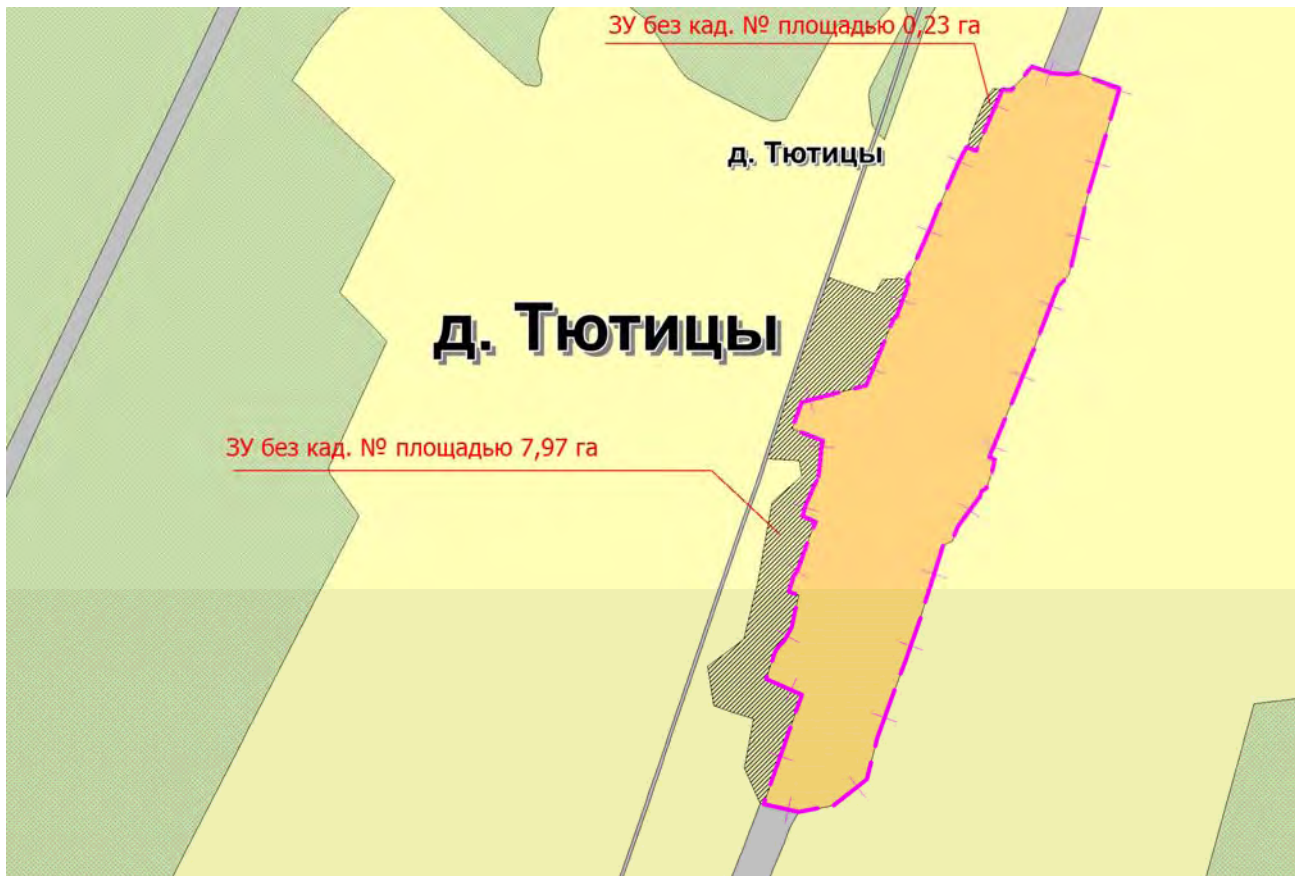 ЗУ без кад. № площадью 0,23 га
д. Тютицы
д. Тютицы
ЗУ без кад. № площадью 7,97 га